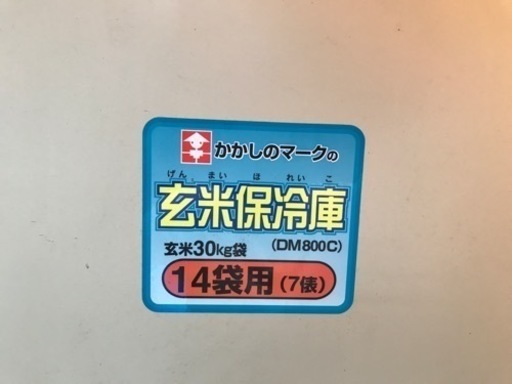 かかしのマークの
げん まい ほ れいこ
玄米保冷庫
玄米30kg袋 (DM800C)
14袋用(7俵)